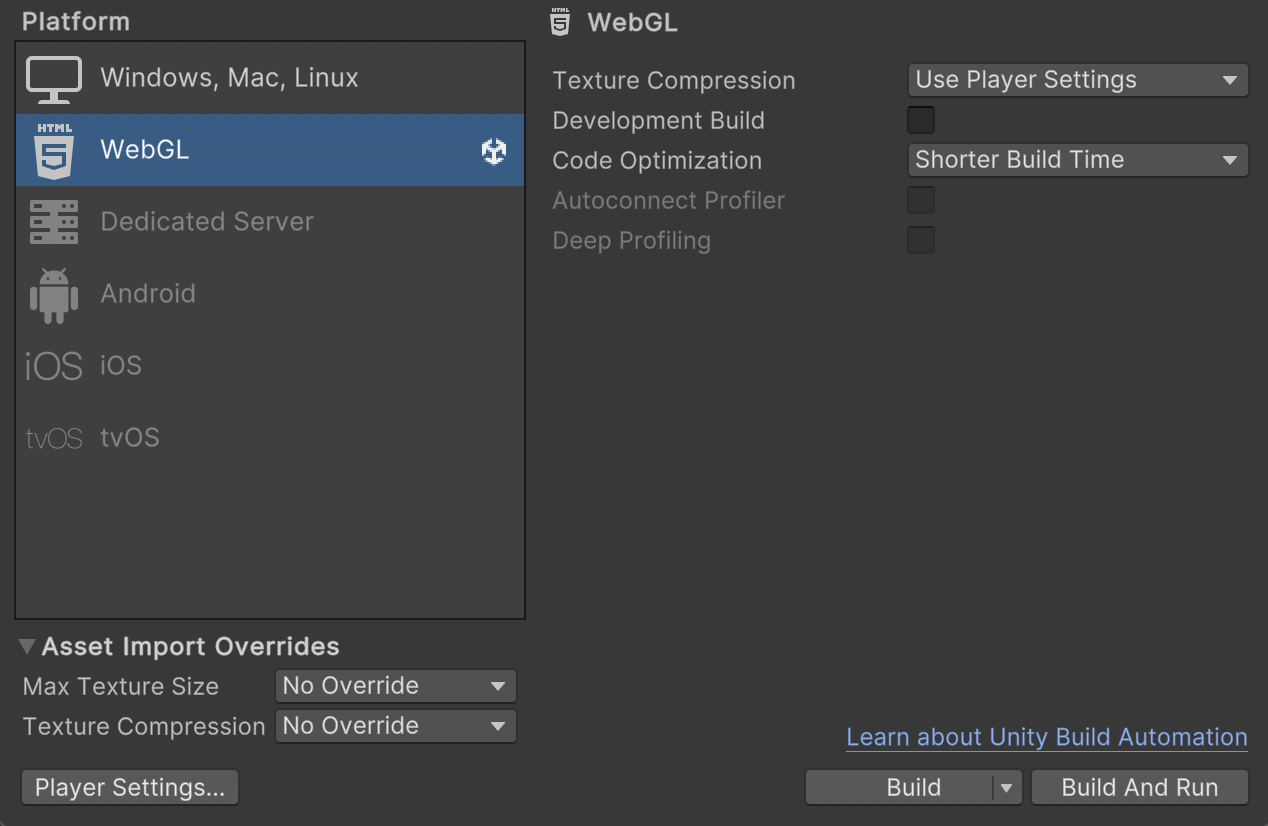 Platform
Windows, Mac, Linux
HTML
5
WebGL
Dedicated Server
Android
iOS iOS
tvOS tvOS
Asset Import Overrides
Max Texture Size No Override
Texture Compression No Override
Player Settings...
HTML
5
WebGL
Texture Compression Use Player Settings
Development Build
Code Optimization Shorter Build Time
Autoconnect Profiler
Deep Profiling
Learn about Unity Build Automation
Build Build And Run